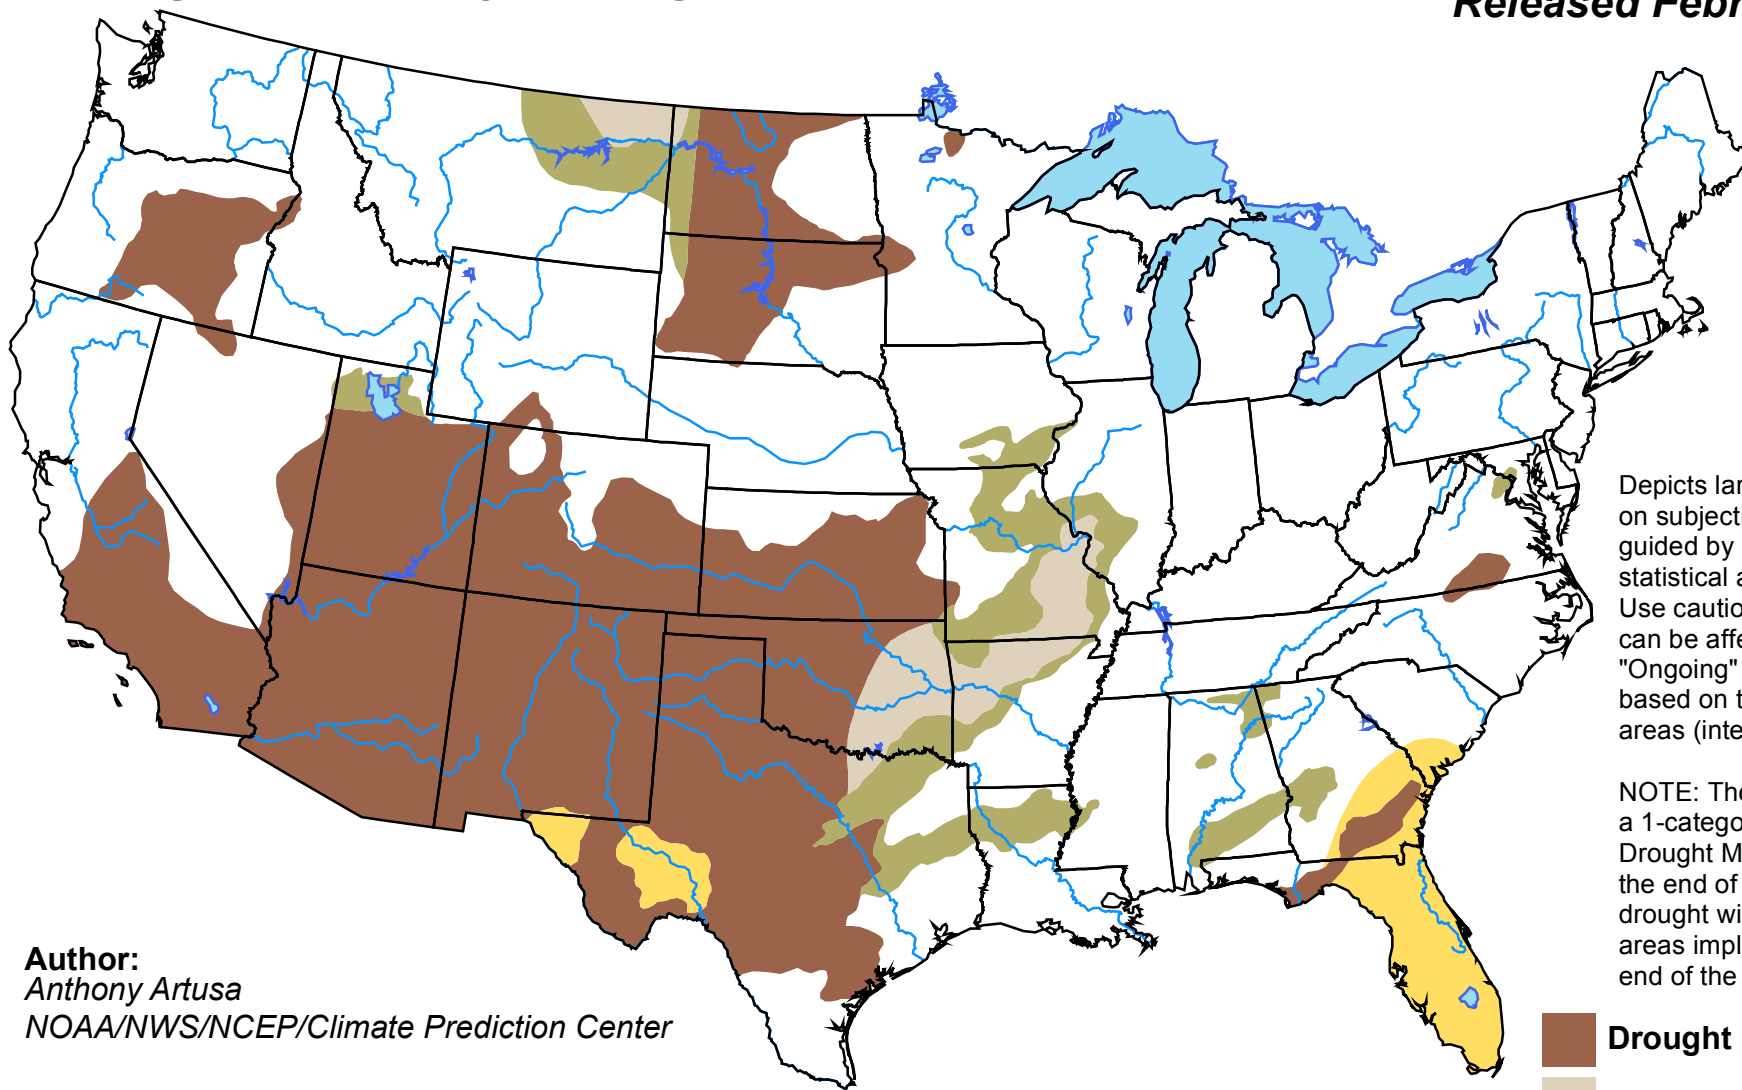 Released Febr
Depicts lar
on subjecti
guided by
statistical a
Use cautio
can be affe
"Ongoing"
based on t
areas (inte
NOTE: The
a 1-catego
Drought M
the end of
drought wi
areas impl
end of the
Author:
Anthony Artusa
NOAA/NWS/NCEP/Climate Prediction Center
Drought